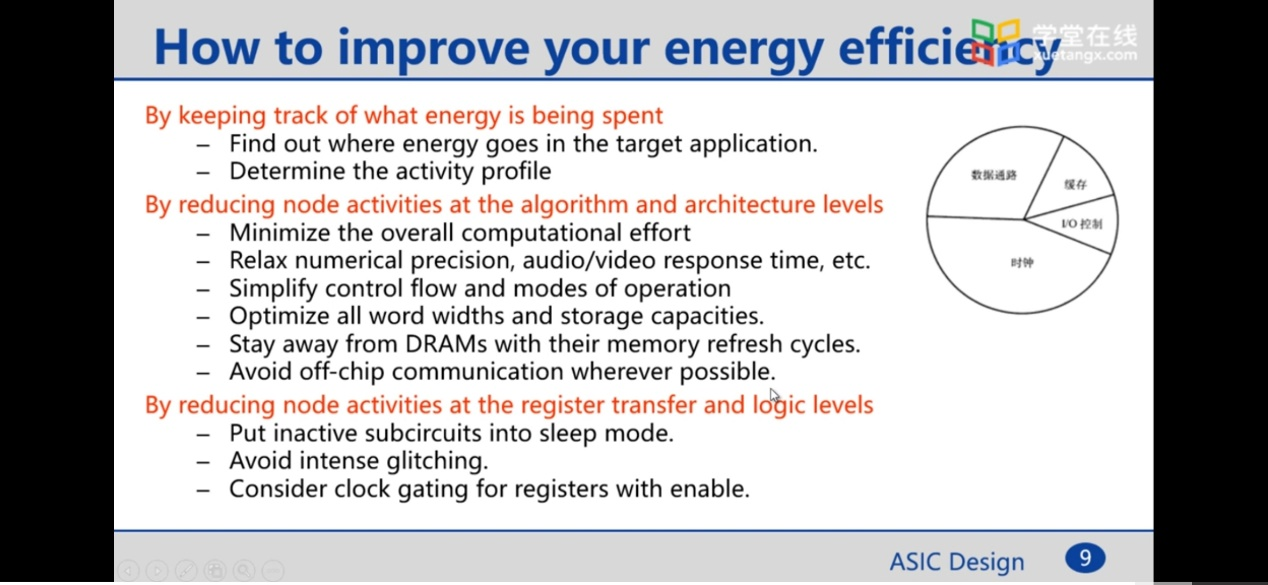 How to improve your energy efficiency
学堂在线
xuetangx.com
By keeping track of what energy is being spent
– Find out where energy goes in the target application.
– Determine the activity profile
By reducing node activities at the algorithm and architecture levels
– Minimize the overall computational effort
– Relax numerical precision, audio/video response time, etc.
– Simplify control flow and modes of operation
– Optimize all word widths and storage capacities.
– Stay away from DRAMs with their memory refresh cycles.
– Avoid off-chip communication wherever possible.
By reducing node activities at the register transfer and logic levels
– Put inactive subcircuits into sleep mode.
– Avoid intense glitching.
– Consider clock gating for registers with enable.
数据通路
缓存
I/O 控制
时钟
ASIC Design
9